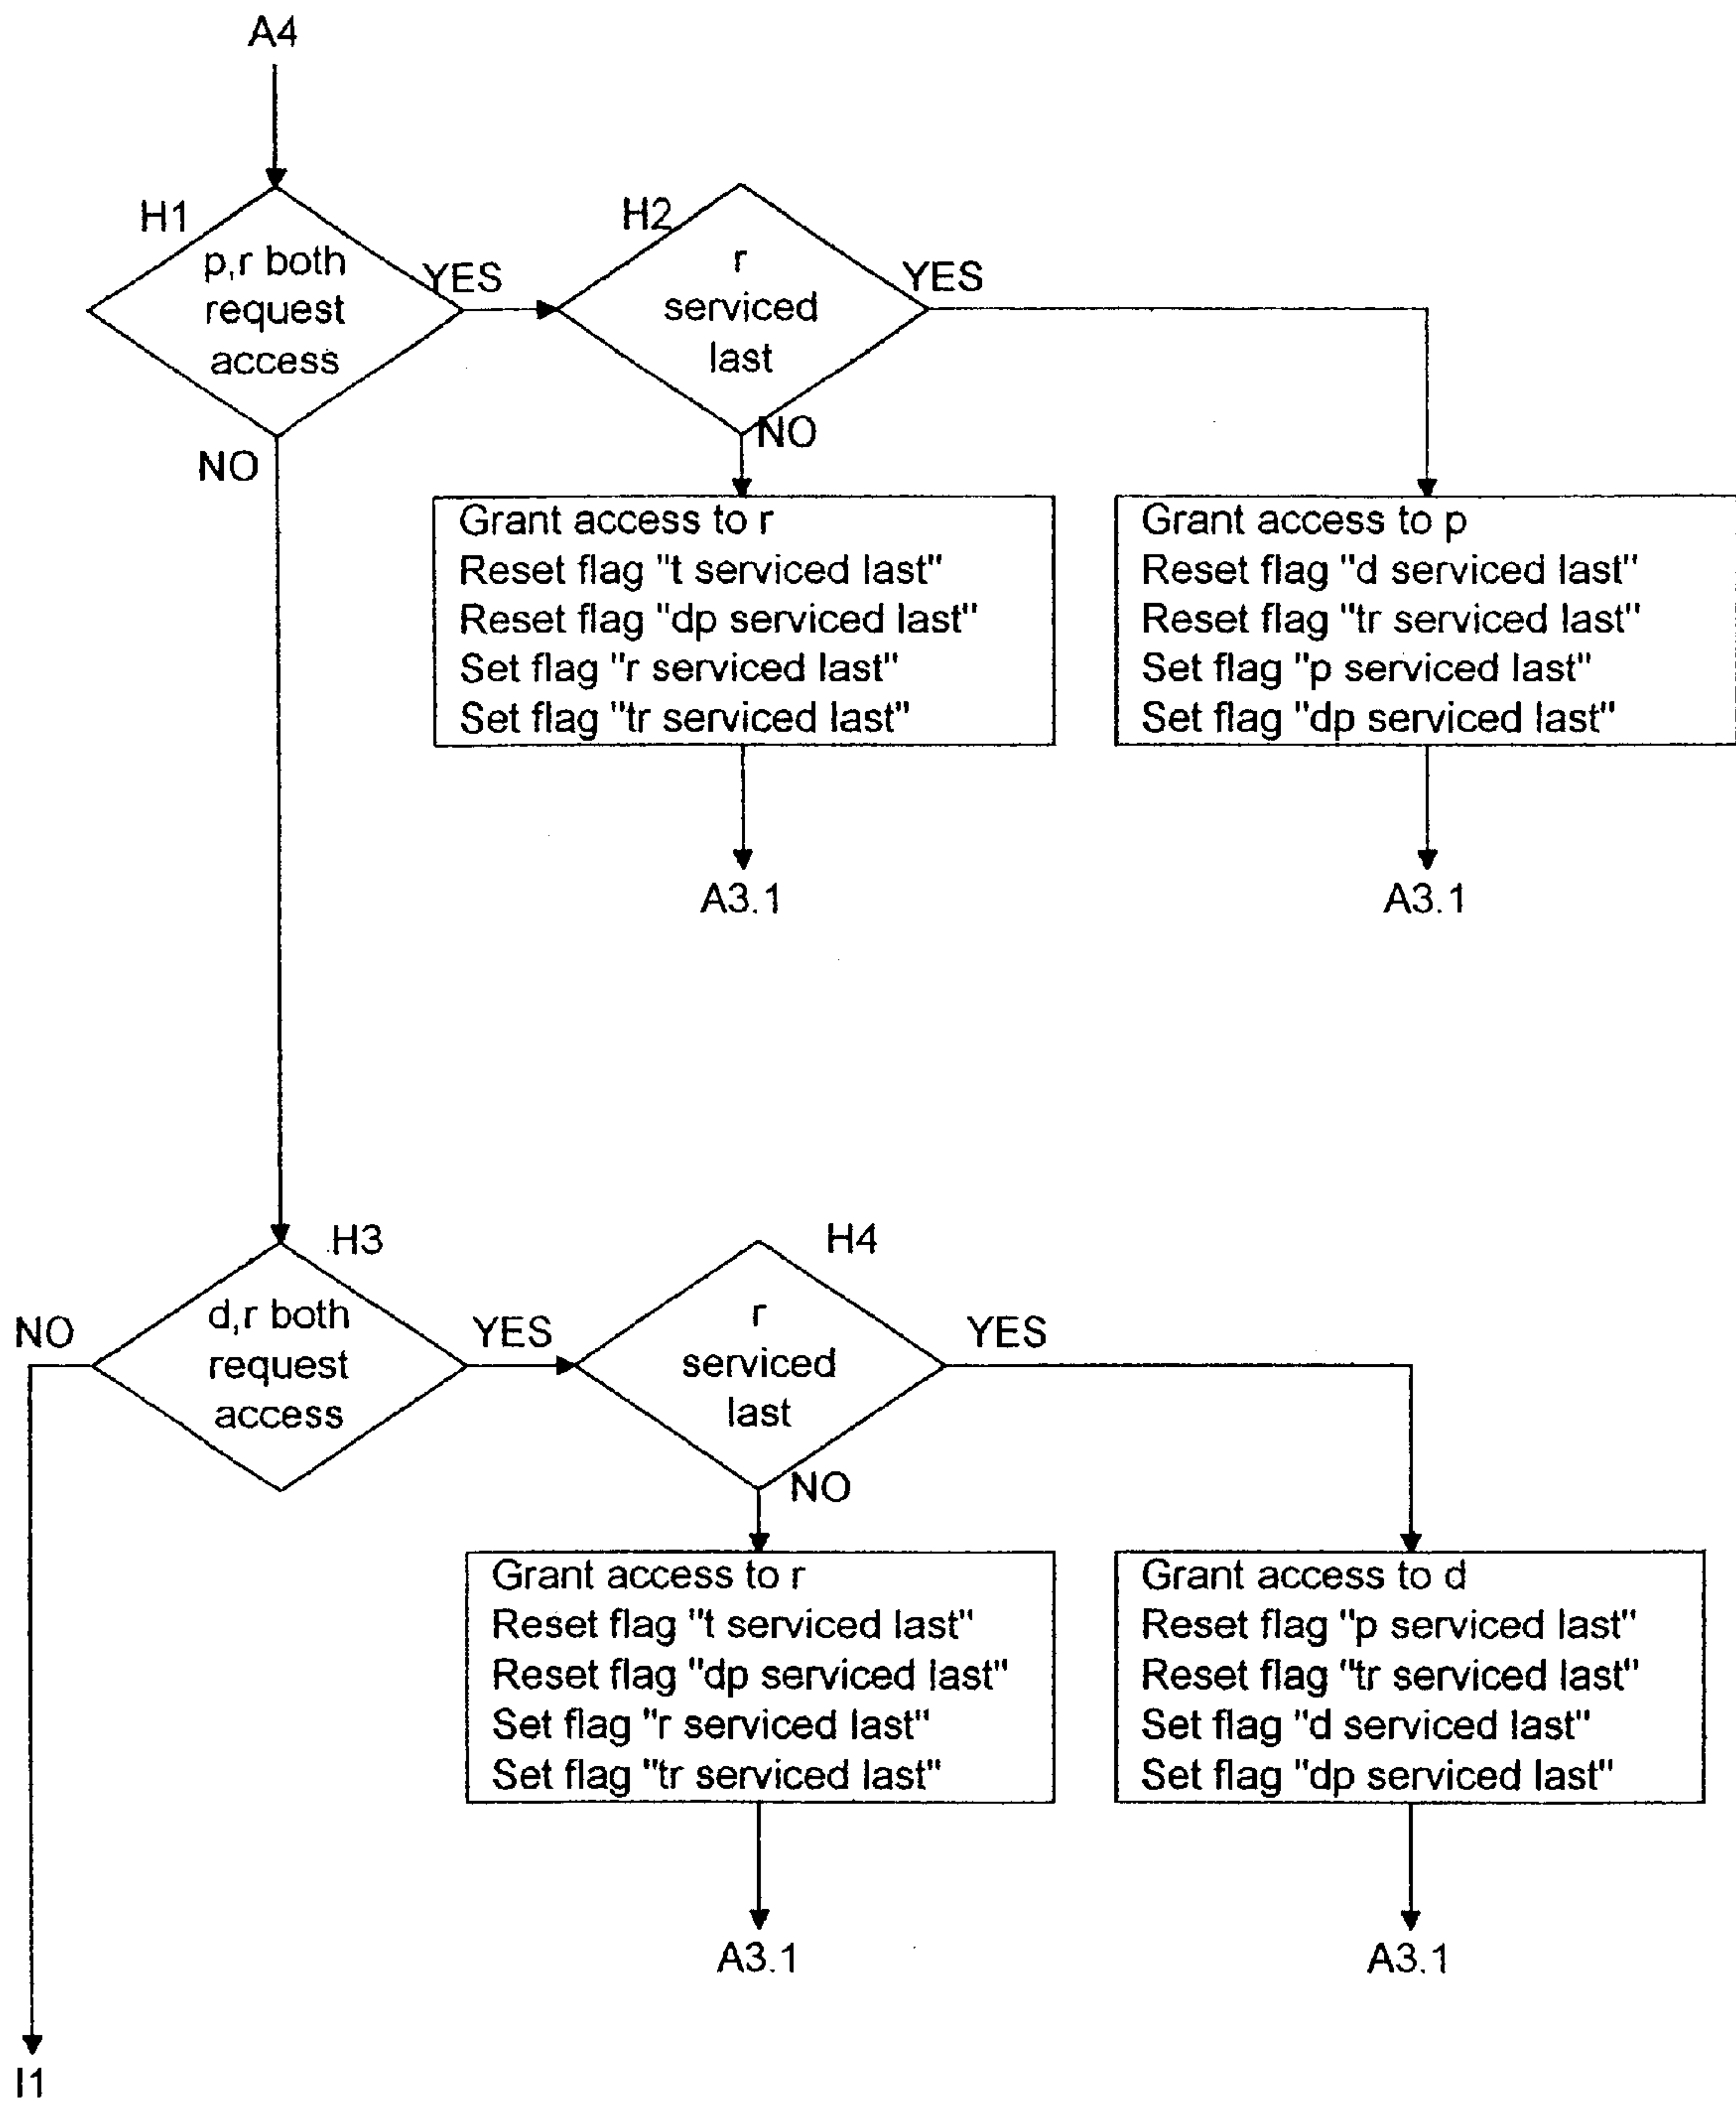 A4
H1
p,r both
request
access
YES
NO
H2
r
serviced
last
YES
NO
Grant access to r
Reset flag "t serviced last"
Reset flag "dp serviced last"
Set flag "r serviced last"
Set flag "tr serviced last"
A3.1
Grant access to p
Reset flag "d serviced last"
Reset flag "tr serviced last"
Set flag "p serviced last"
Set flag "dp serviced last"
A3.1
H3
d,r both
request
access
NO
YES
H4
r
serviced
last
YES
NO
Grant access to r
Reset flag "t serviced last"
Reset flag "dp serviced last"
Set flag "r serviced last"
Set flag "tr serviced last"
A3.1
Grant access to d
Reset flag "p serviced last"
Reset flag "tr serviced last"
Set flag "d serviced last"
Set flag "dp serviced last"
A3.1
I1